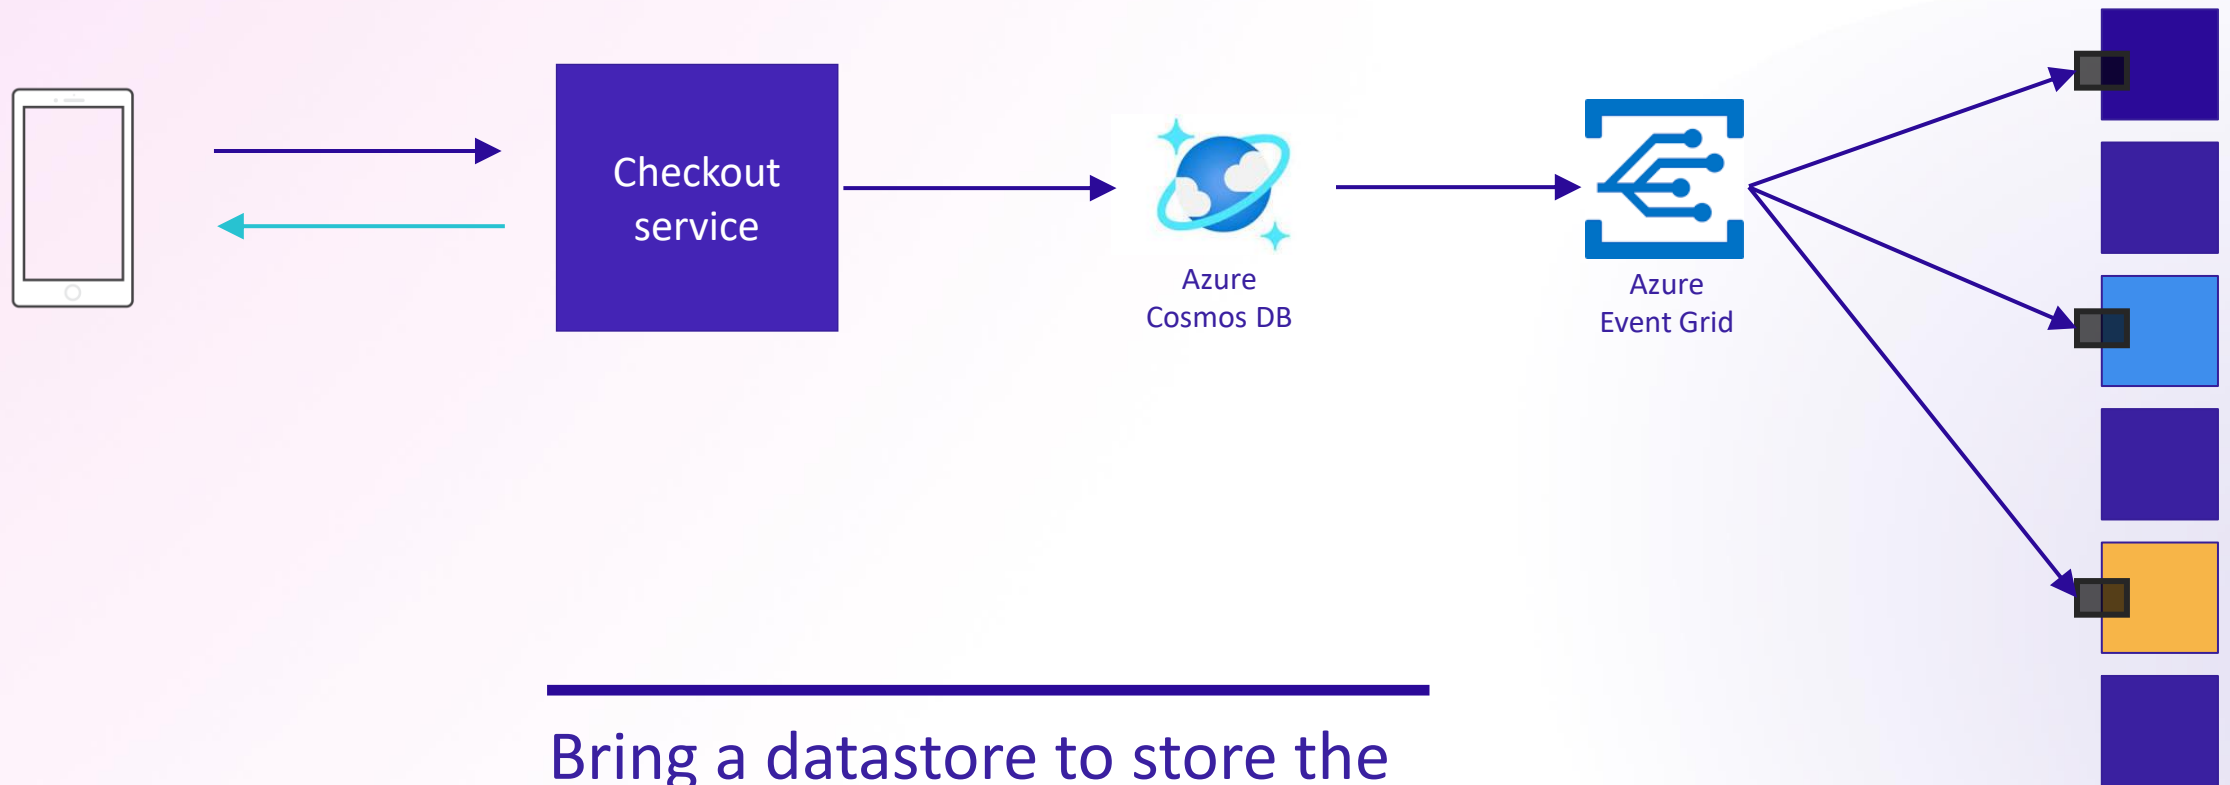 Checkout
service
Azure
Cosmos DB
Azure
Event Grid
Bring a datastore to store the